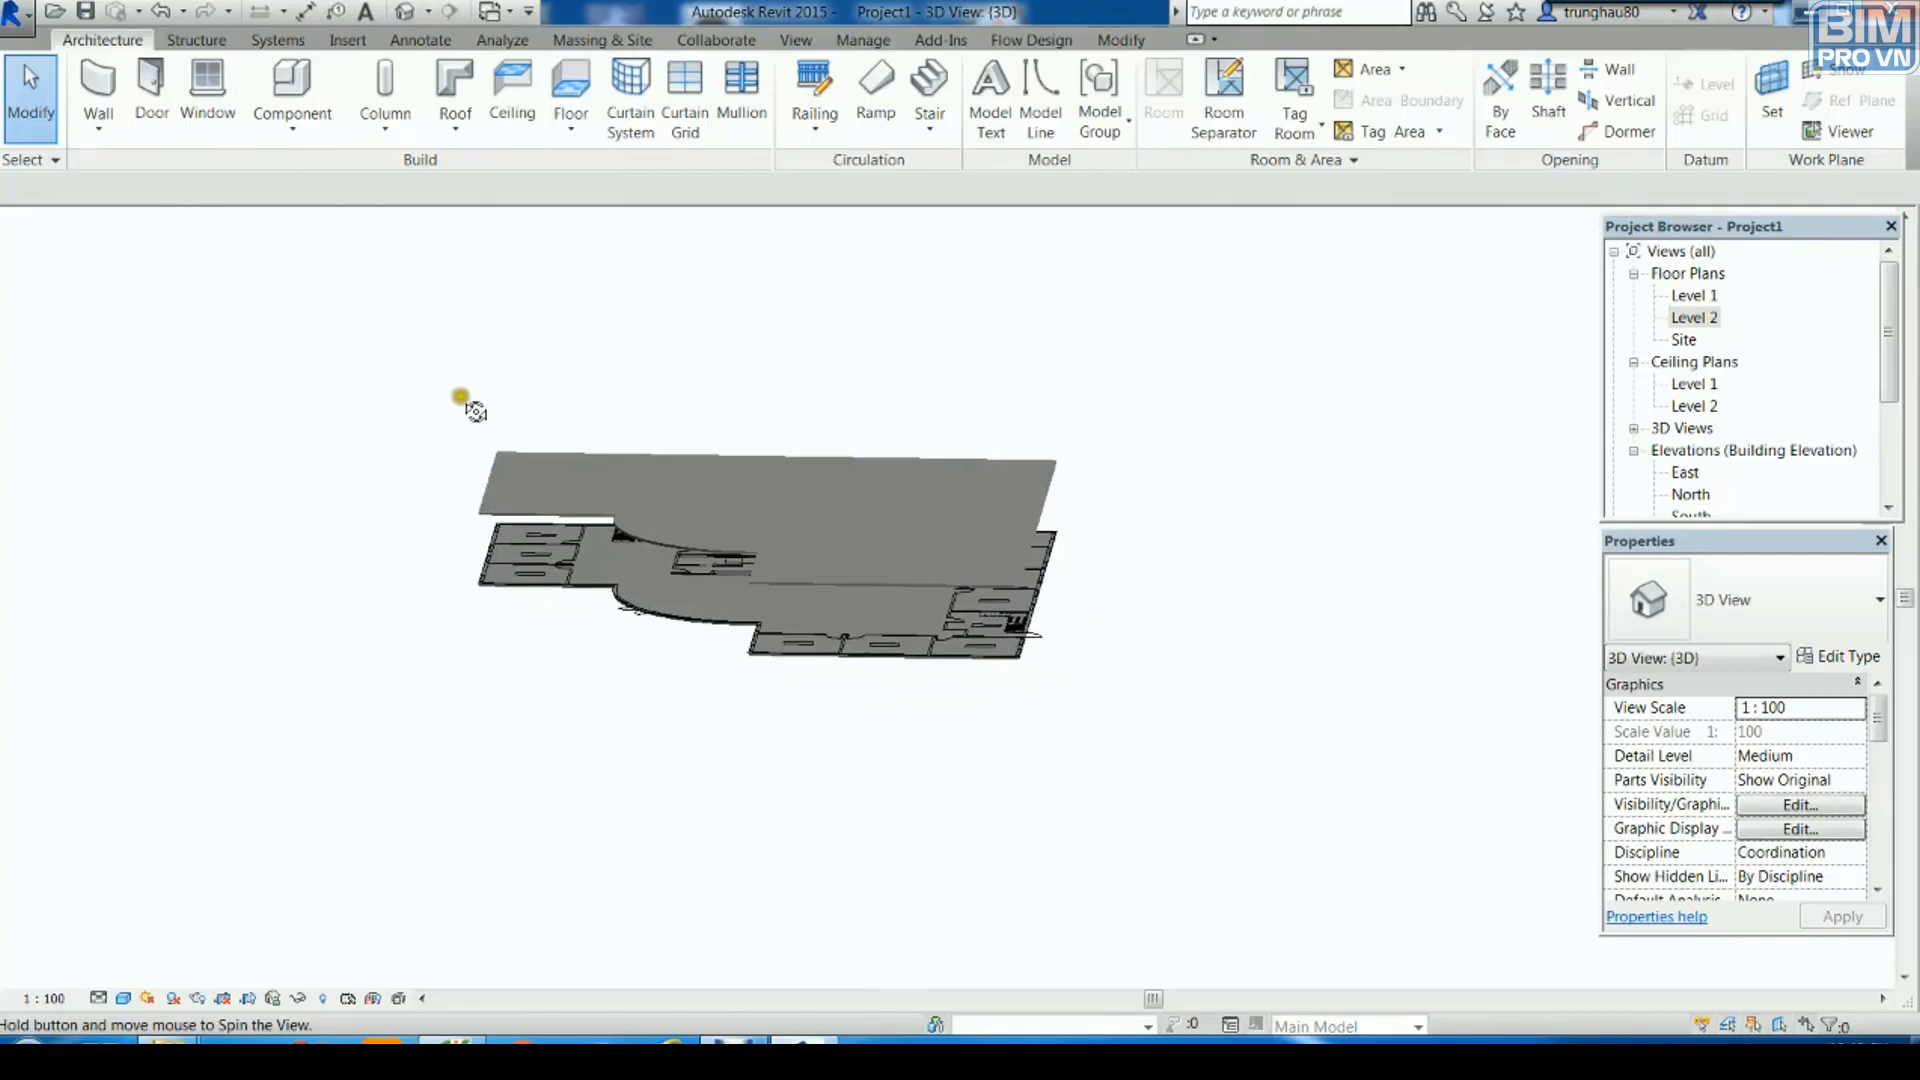 Autodesk Revit 2015 - Project1 - 3D View: {3D}
Type a keyword or phrase
trunghau80
BIM
PRO VN
Architecture Structure Systems Insert Annotate Analyze Massing & Site Collaborate View Manage Add-Ins Flow Design Modify
Modify
Wall
Door
Window
Component
Column
Roof
Ceiling
Floor
Curtain
System
Curtain
Grid
Mullion
Railing
Ramp
Stair
Model
Text
Model
Line
Model
Group
Room
Room
Separator
Tag
Room
Area
Area Boundary
Tag Area
By
Face
Shaft
Wall
Vertical
Dormer
Level
Grid
Set
Show
Ref Plane
Viewer
Select
Build
Circulation
Model
Room & Area
Opening
Datum
Work Plane
Project Browser - Project1
Views (all)
Floor Plans
Level 1
Level 2
Site
Ceiling Plans
Level 1
Level 2
3D Views
Elevations (Building Elevation)
East
North
South
Properties
3D View
3D View: {3D}
Edit Type
Graphics
View Scale 1 : 100
Scale Value 1: 100
Detail Level Medium
Parts Visibility Show Original
Visibility/Graphi... Edit...
Graphic Display ... Edit...
Discipline Coordination
Show Hidden Li... By Discipline
Default Analysis None
Properties help
Apply
1 : 100
Hold button and move mouse to Spin the View.
:0
Main Model
:0